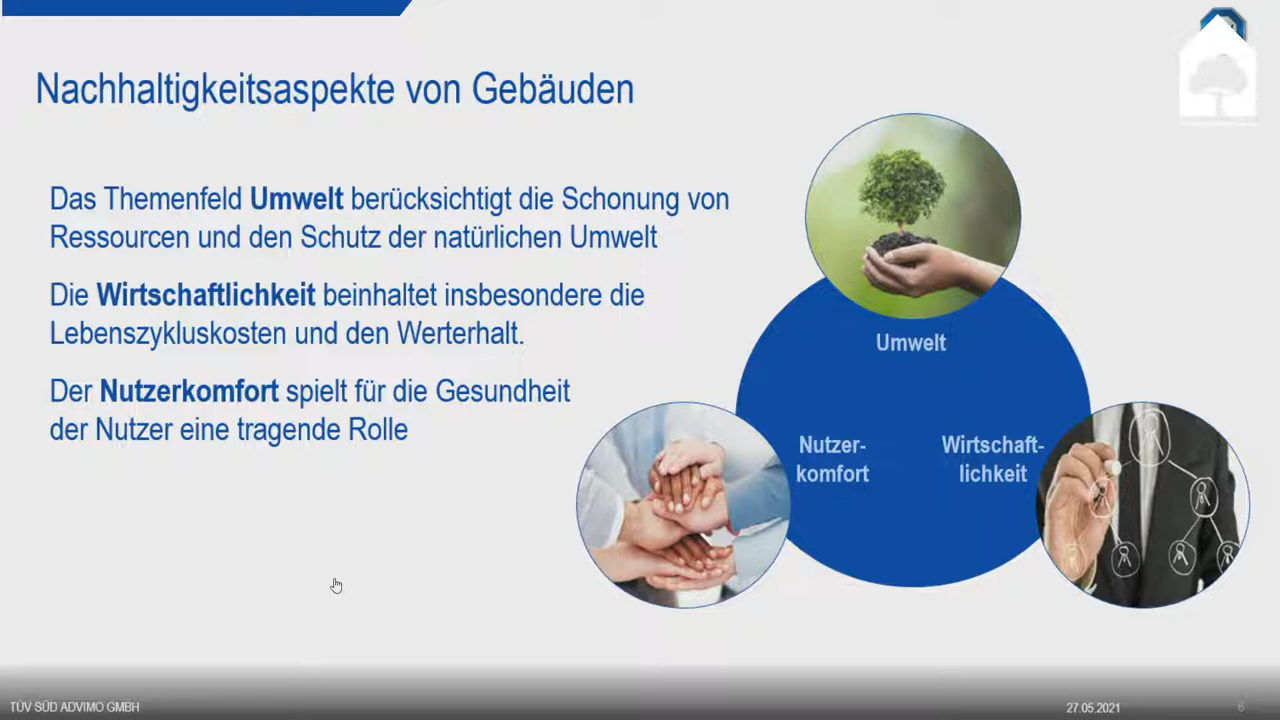 Nachhaltigkeitsaspekte von Gebäuden
Das Themenfeld Umwelt berücksichtigt die Schonung von
Ressourcen und den Schutz der natürlichen Umwelt
Die Wirtschaftlichkeit beinhaltet insbesondere die
Lebenszykluskosten und den Werterhalt.
Der Nutzerkomfort spielt für die Gesundheit
der Nutzer eine tragende Rolle
Umwelt
Nutzer-
komfort
Wirtschaft-
lichkeit
TÜV SÜD ADVIMO GMBH
27.05.2021
6